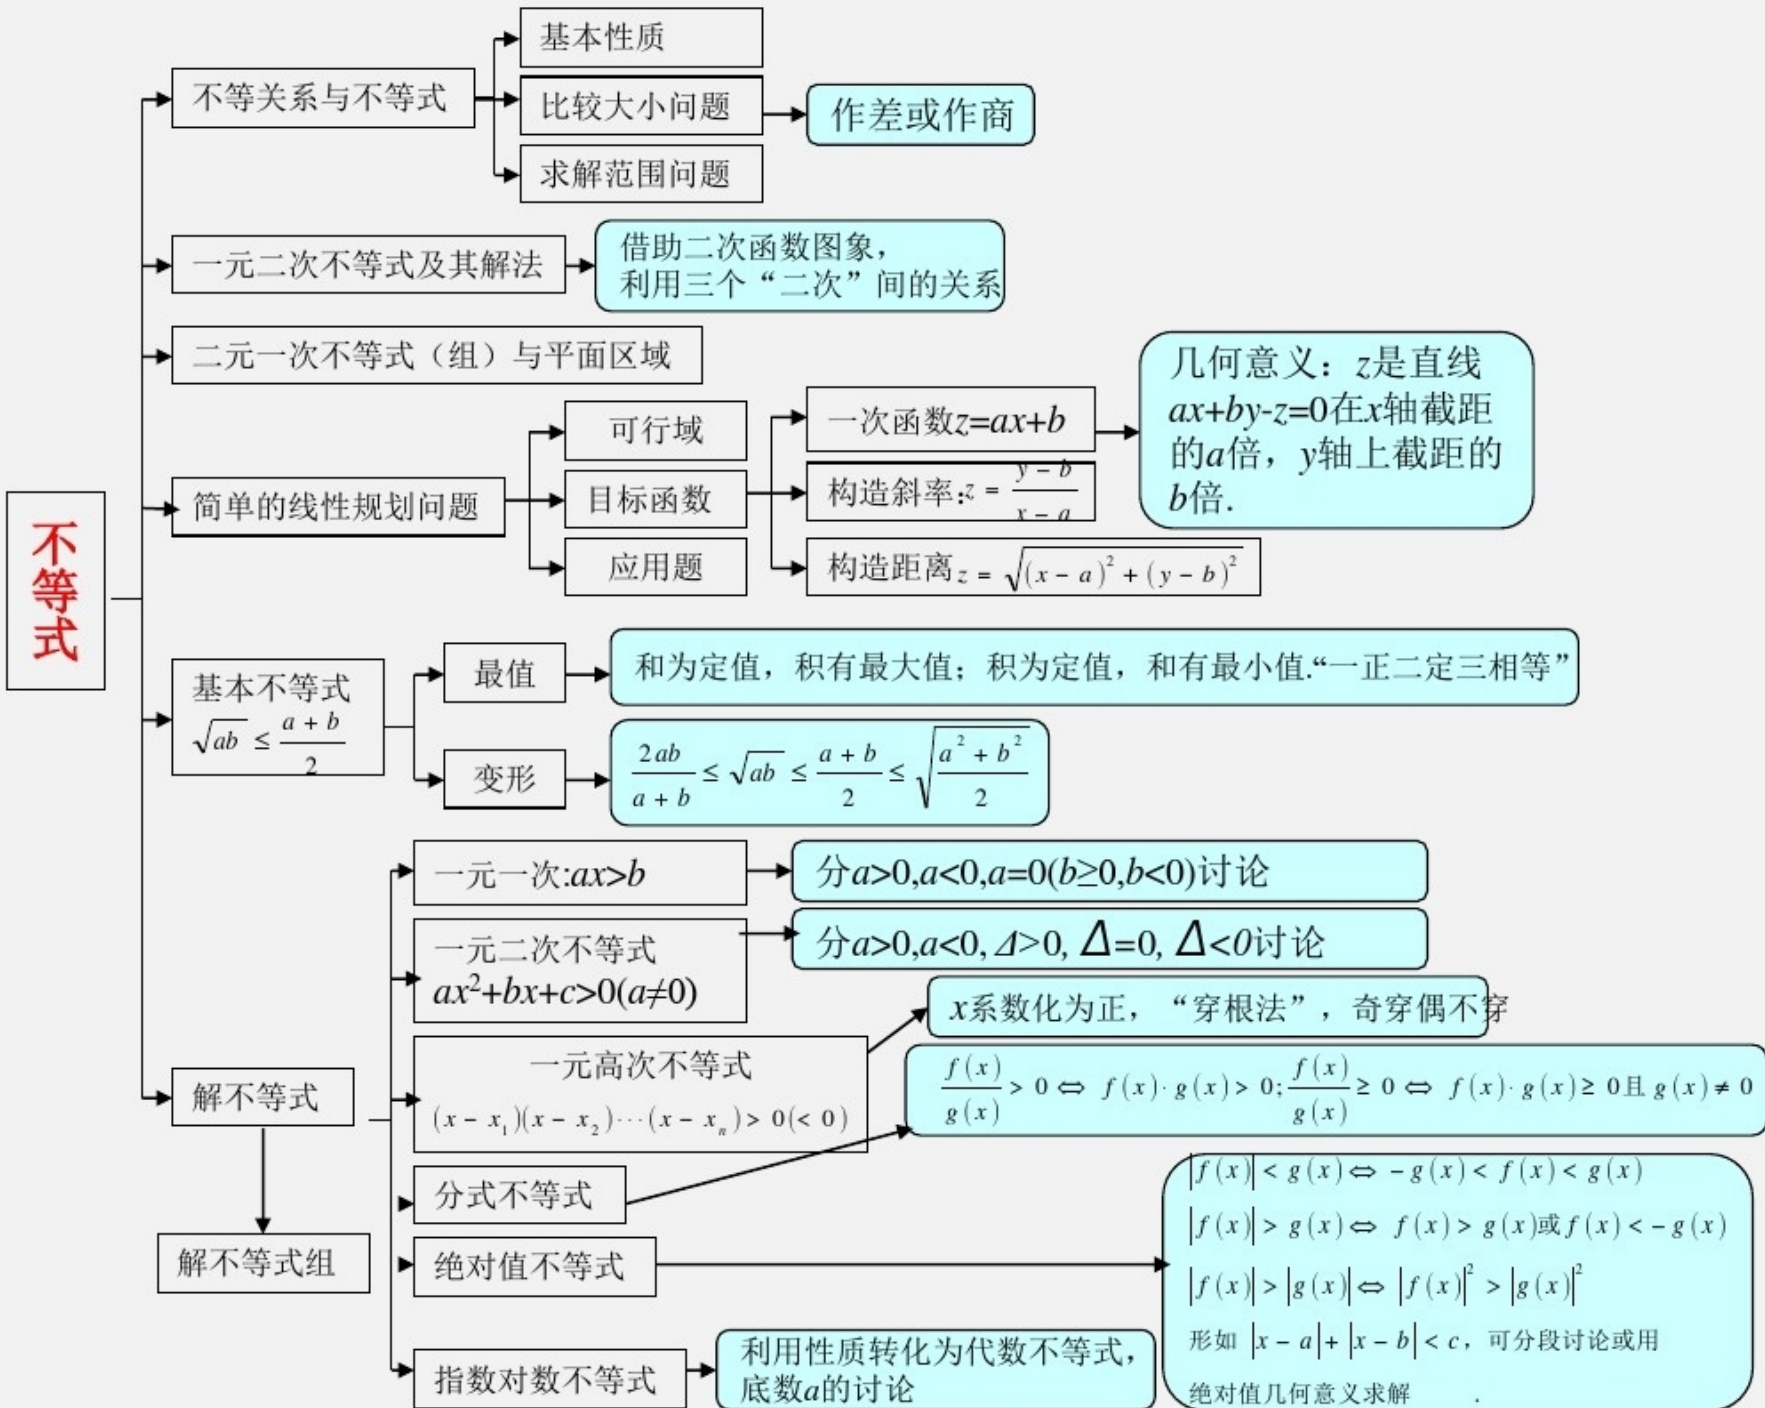 不等式
不等关系与不等式
基本性质
比较大小问题
作差或作商
求解范围问题
一元二次不等式及其解法
借助二次函数图象，
利用三个“二次”间的关系
二元一次不等式（组）与平面区域
简单的线性规划问题
可行域
目标函数
一次函数z=ax+b
几何意义：z是直线
ax+by-z=0在x轴截距
的a倍，y轴上截距的
b倍.
构造斜率:z = (y − b)/(x − a)
构造距离 z = √((x − a)² + (y − b)²)
应用题
基本不等式
√ab ≤ (a + b)/2
最值
和为定值，积有最大值；积为定值，和有最小值.“一正二定三相等”
变形
2ab/(a + b) ≤ √ab ≤ (a + b)/2 ≤ √((a² + b²)/2)
解不等式
解不等式组
一元一次:ax>b
分a>0,a<0,a=0(b≥0,b<0)讨论
一元二次不等式
ax²+bx+c>0(a≠0)
分a>0,a<0, Δ>0, Δ=0, Δ<0讨论
一元高次不等式
(x − x₁)(x − x₂)···(x − xₙ) > 0(< 0)
x系数化为正，“穿根法”，奇穿偶不穿
分式不等式
f(x)/g(x) > 0 ⇔ f(x)·g(x) > 0; f(x)/g(x) ≥ 0 ⇔ f(x)·g(x) ≥ 0且g(x) ≠ 0
绝对值不等式
|f(x)| < g(x) ⇔ −g(x) < f(x) < g(x)
|f(x)| > g(x) ⇔ f(x) > g(x)或f(x) < −g(x)
|f(x)| > |g(x)| ⇔ |f(x)|² > |g(x)|²
形如 |x − a| + |x − b| < c，可分段讨论或用
绝对值几何意义求解 .
指数对数不等式
利用性质转化为代数不等式，
底数a的讨论